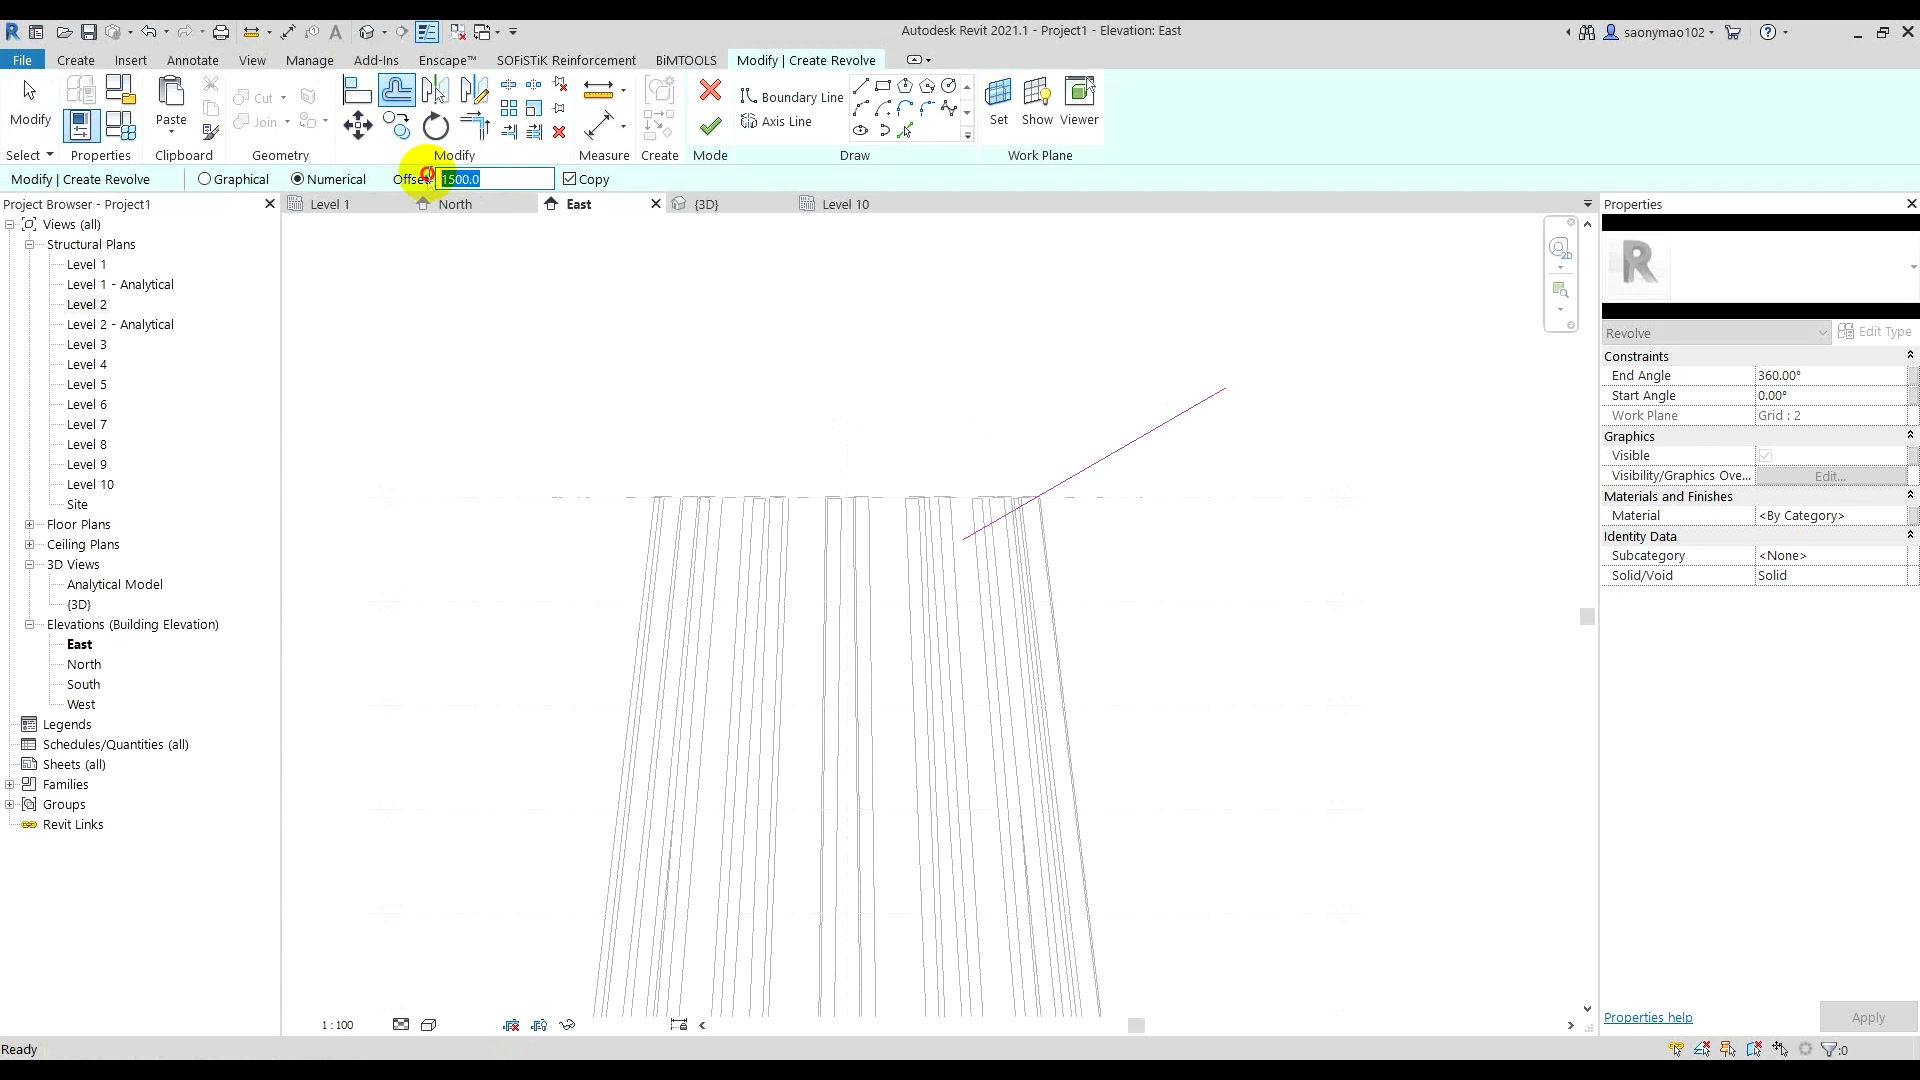 Autodesk Revit 2021.1 - Project1 - Elevation: East
saonymao102
File
Create
Insert
Annotate
View
Manage
Add-Ins
Enscape™
SOFiSTiK Reinforcement
BiMTOOLS
Modify | Create Revolve
Modify
Paste
Cut
Join
Boundary Line
Axis Line
Set
Show
Viewer
Select
Properties
Clipboard
Geometry
Modify
Measure
Create
Mode
Draw
Work Plane
Modify | Create Revolve
Graphical
Numerical
Offset:
1500.0
Copy
Project Browser - Project1
Level 1
North
East
{3D}
Level 10
Properties
Views (all)
Structural Plans
Level 1
Level 1 - Analytical
Level 2
Level 2 - Analytical
Level 3
Level 4
Level 5
Level 6
Level 7
Level 8
Level 9
Level 10
Site
Floor Plans
Ceiling Plans
3D Views
Analytical Model
{3D}
Elevations (Building Elevation)
East
North
South
West
Legends
Schedules/Quantities (all)
Sheets (all)
Families
Groups
Revit Links
2D
R
Revolve
Edit Type
Constraints
End Angle 360.00°
Start Angle 0.00°
Work Plane Grid : 2
Graphics
Visible
Visibility/Graphics Ove... Edit...
Materials and Finishes
Material <By Category>
Identity Data
Subcategory <None>
Solid/Void Solid
1 : 100
Properties help
Apply
Ready
:0